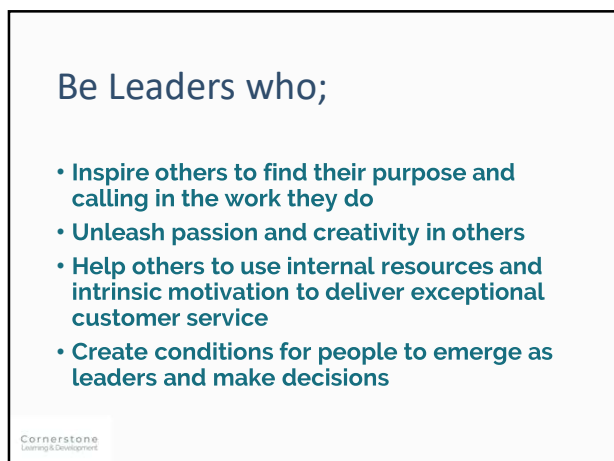 Be Leaders who;
• Inspire others to find their purpose and
calling in the work they do
• Unleash passion and creativity in others
• Help others to use internal resources and
intrinsic motivation to deliver exceptional
customer service
• Create conditions for people to emerge as
leaders and make decisions
Cornerstone
Learning & Development